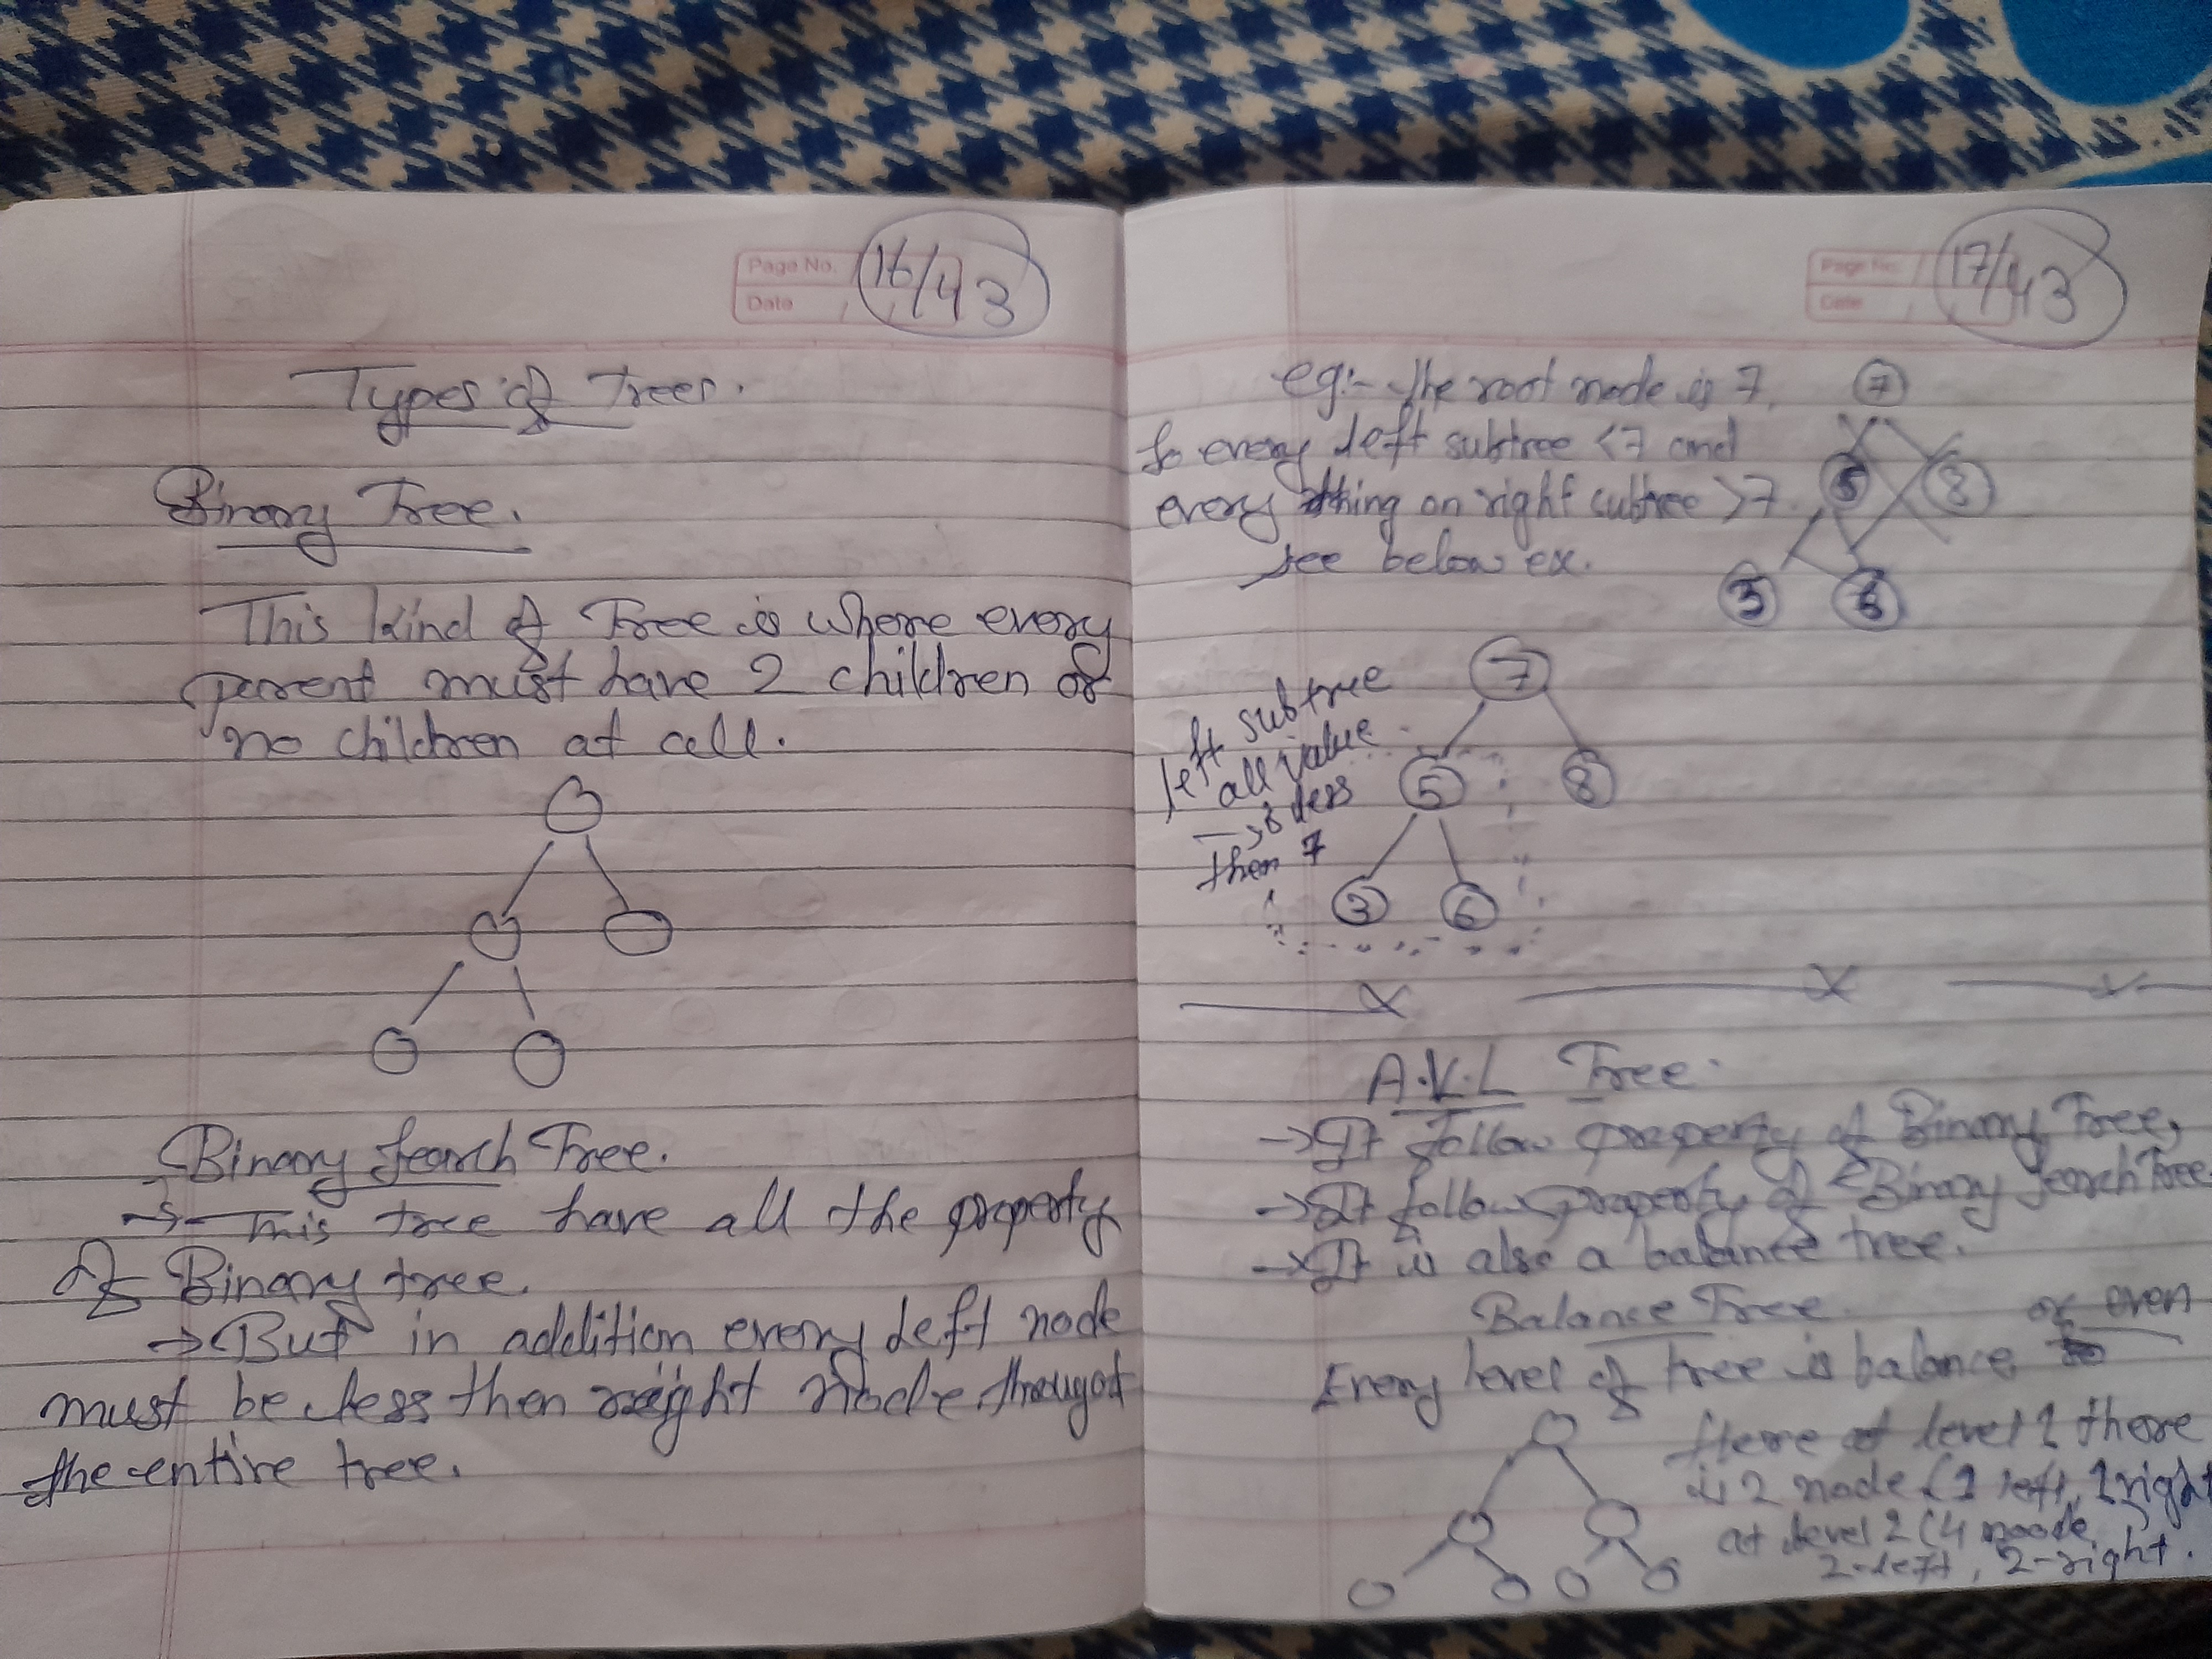 Page No.
Date
16/43
Types of Trees.
Binary Tree.
This kind of Tree is where every
parent must have 2 children or
no children at all.
Binary Search Tree.
→ This tree have all the property
of Binary tree.
→ But in addition every left node
must be less then right node througot
the entire tree.
Page No.
Date
17/43
eg:- the root node is 7.
So every left subtree <7 and
every thing on right subtree >7
see below ex.
7
5 8
3 6
left subtree
all value
→ is less
then 7
7
5 8
3 6
A.V.L Tree.
→ It follow property of Binary Tree,
→ It follow property of Binary Search Tree
→ It is also a balance tree.
Balance Tree.
Every level of tree is balance or even
Here at level 1 there
is 2 node (1 left, 1 right
at level 2 (4 noode,
2-left, 2-right.